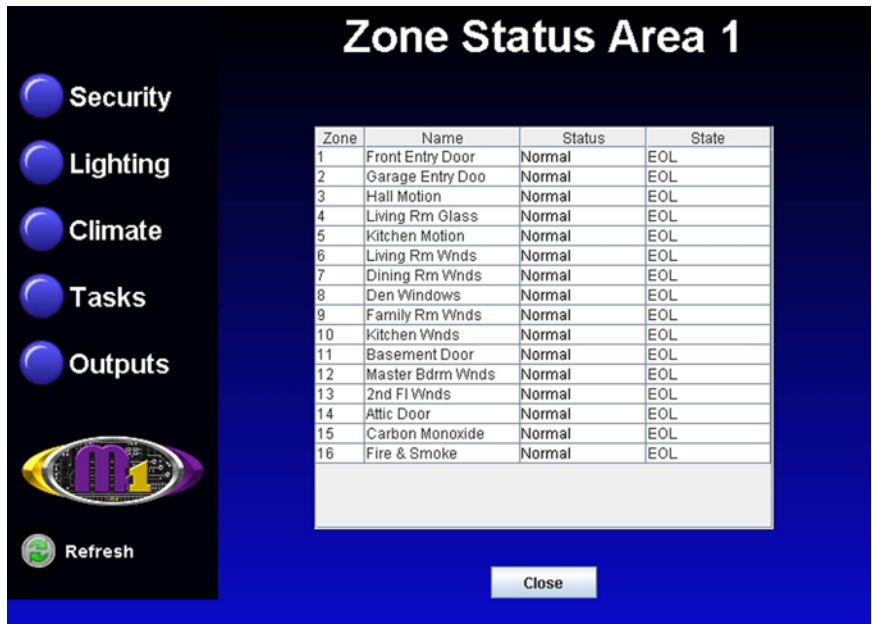 Zone Status Area 1
Security
Lighting
Climate
Tasks
Outputs
M1
Refresh
Zone Name Status State
1 Front Entry Door Normal EOL
2 Garage Entry Doo Normal EOL
3 Hall Motion Normal EOL
4 Living Rm Glass Normal EOL
5 Kitchen Motion Normal EOL
6 Living Rm Wnds Normal EOL
7 Dining Rm Wnds Normal EOL
8 Den Windows Normal EOL
9 Family Rm Wnds Normal EOL
10 Kitchen Wnds Normal EOL
11 Basement Door Normal EOL
12 Master Bdrm Wnds Normal EOL
13 2nd Fl Wnds Normal EOL
14 Attic Door Normal EOL
15 Carbon Monoxide Normal EOL
16 Fire & Smoke Normal EOL
Close